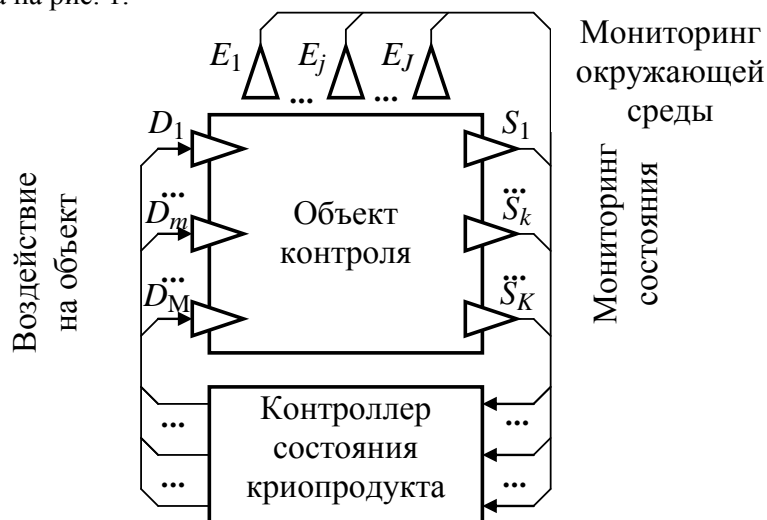 а на рис. 1.
E1 ... Ej ... EJ
Мониторинг
окружающей
среды
D1
...
Dm
...
DM
Объект
контроля
S1
...
Sk
...
SK
Воздействие
на объект
Мониторинг
состояния
Контроллер
состояния
криопродукта
...
...
...
...